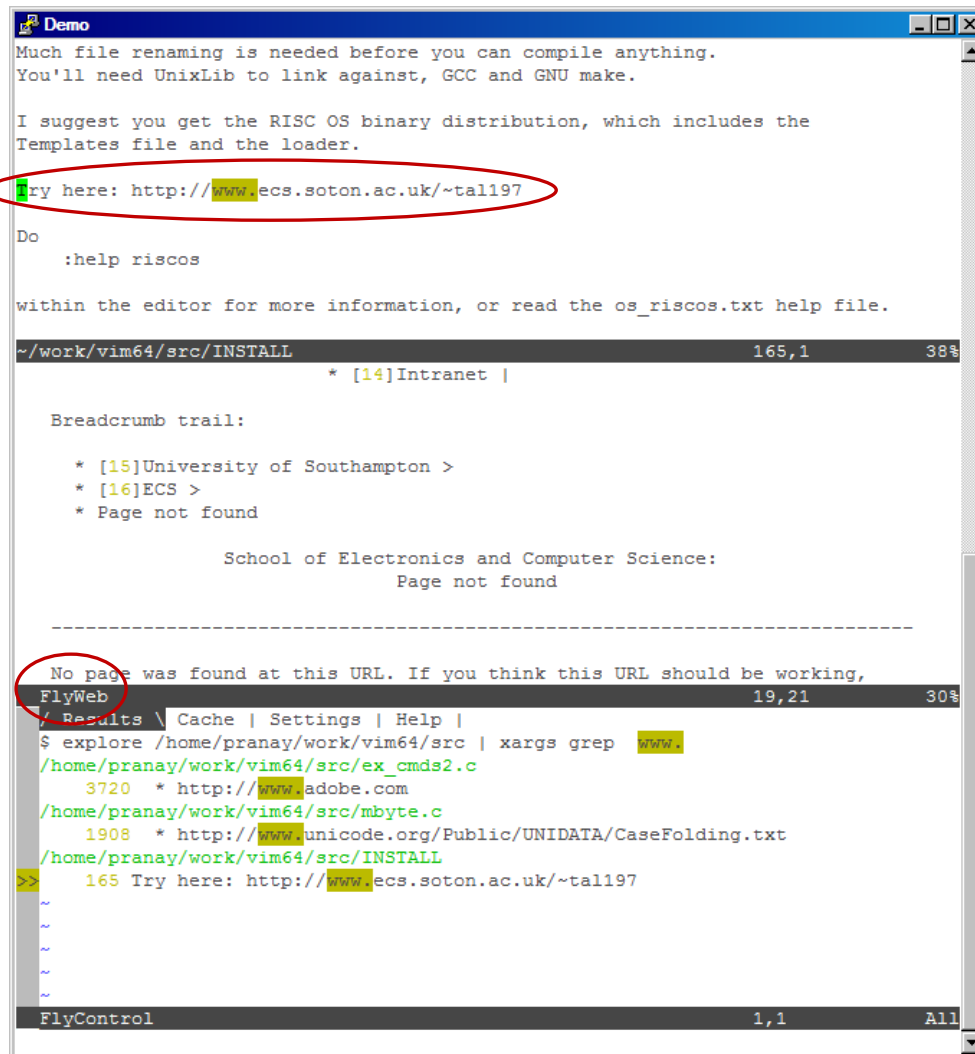 Demo
Much file renaming is needed before you can compile anything.
You'll need UnixLib to link against, GCC and GNU make.
I suggest you get the RISC OS binary distribution, which includes the
Templates file and the loader.
Try here: http://www.ecs.soton.ac.uk/~tal197
Do
:help riscos
within the editor for more information, or read the os_riscos.txt help file.
~/work/vim64/src/INSTALL 165,1 38%
* [14]Intranet |
Breadcrumb trail:
* [15]University of Southampton >
* [16]ECS >
* Page not found
School of Electronics and Computer Science:
Page not found
---------------------------------------------------------------------------
No page was found at this URL. If you think this URL should be working,
FlyWeb 19,21 30%
/ Results \ Cache | Settings | Help |
$ explore /home/pranay/work/vim64/src | xargs grep  www.
/home/pranay/work/vim64/src/ex_cmds2.c
3720 * http://www.adobe.com
/home/pranay/work/vim64/src/mbyte.c
1908 * http://www.unicode.org/Public/UNIDATA/CaseFolding.txt
/home/pranay/work/vim64/src/INSTALL
>> 165 Try here: http://www.ecs.soton.ac.uk/~tal197
~
~
~
~
~
FlyControl 1,1 All